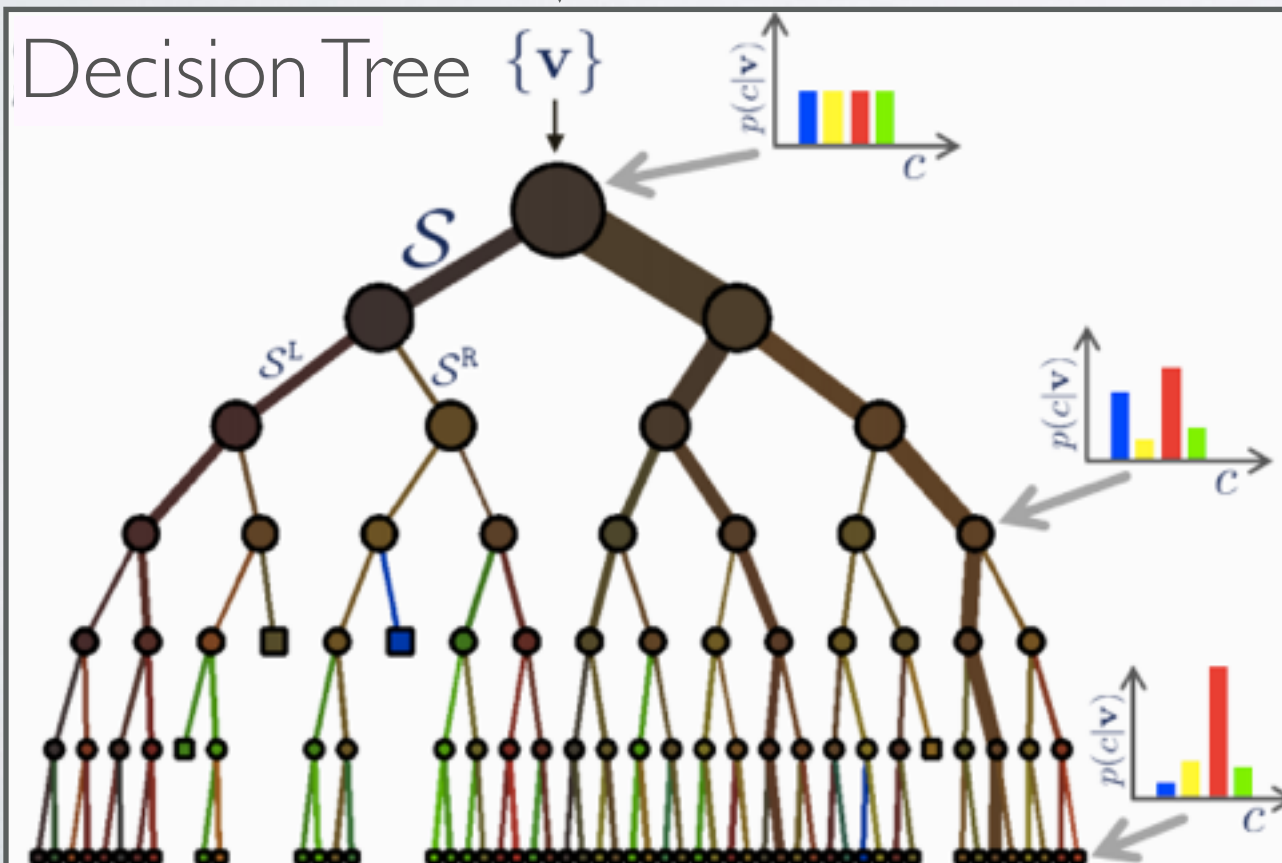 Decision Tree
{v}
p(c|v)
c
S
S^L
S^R
p(c|v)
c
p(c|v)
c